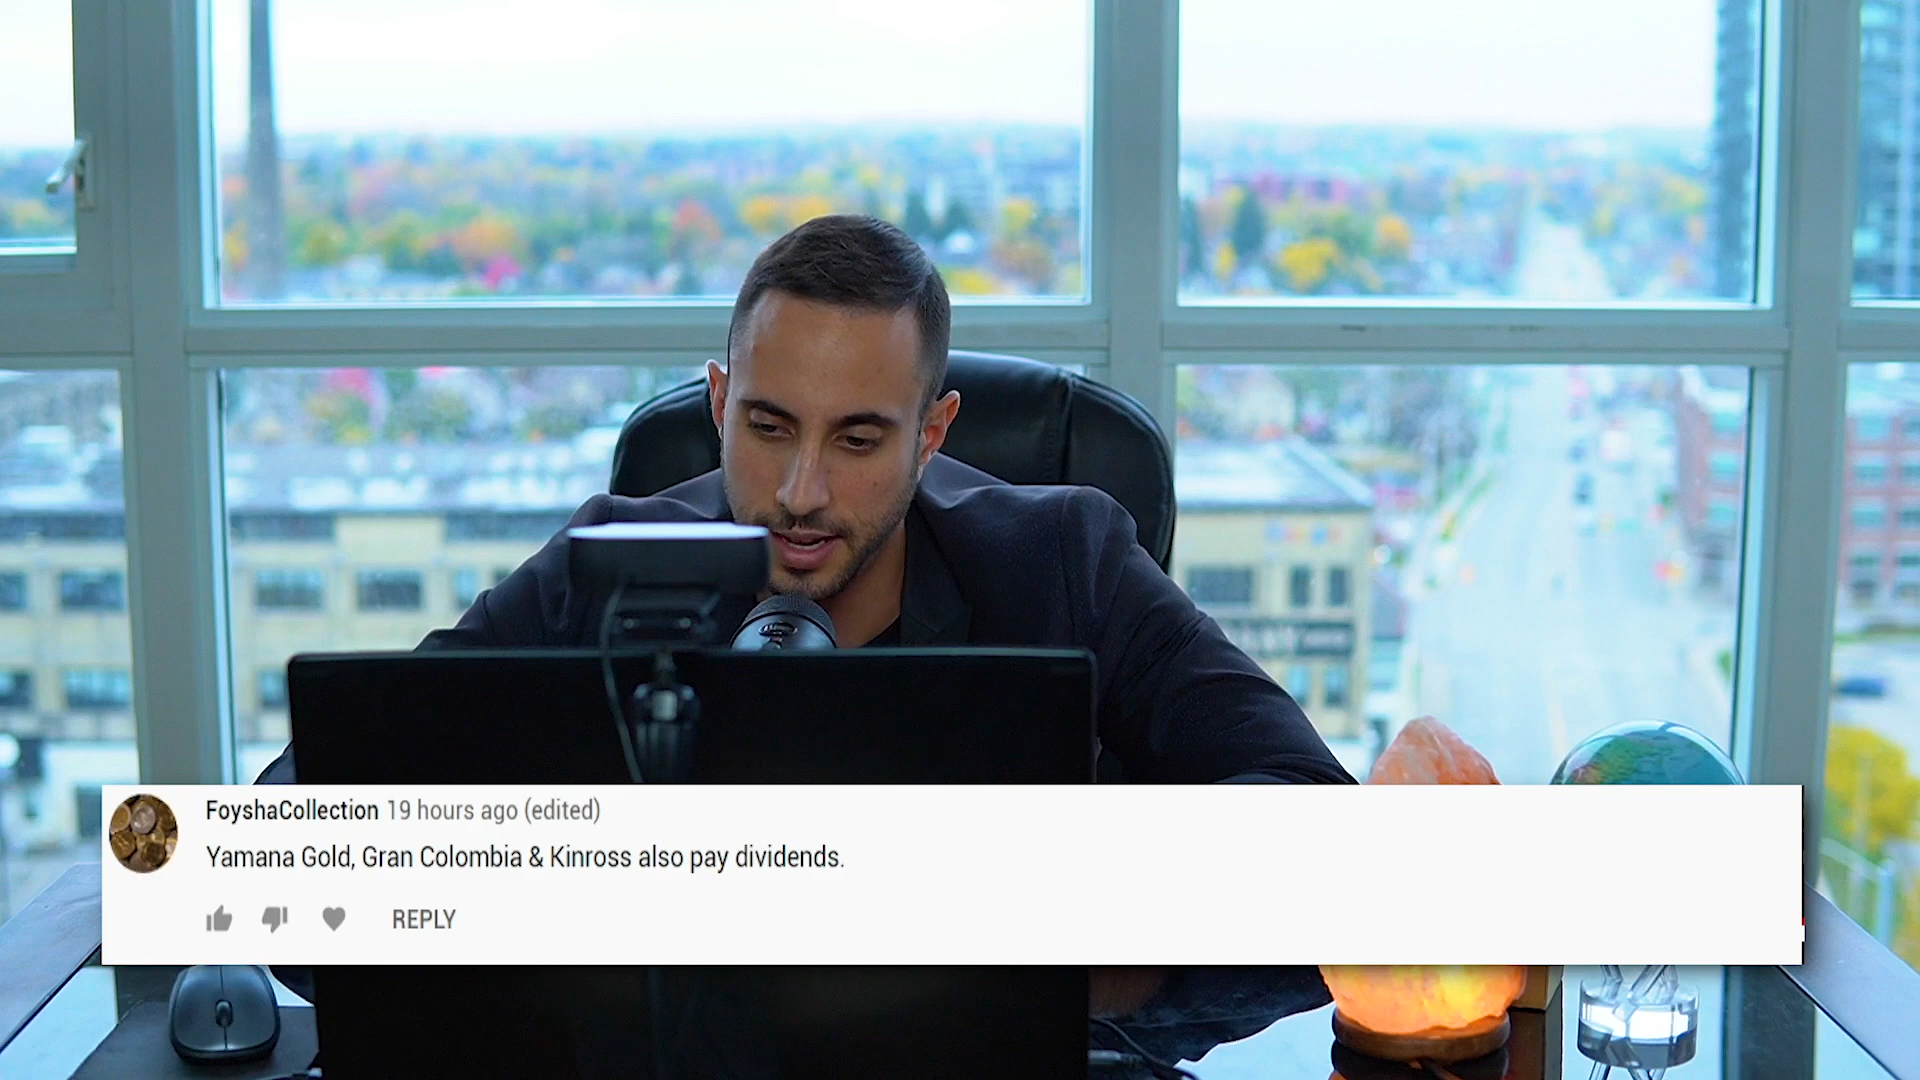 FoyshaCollection 19 hours ago (edited)
Yamana Gold, Gran Colombia & Kinross also pay dividends.
REPLY